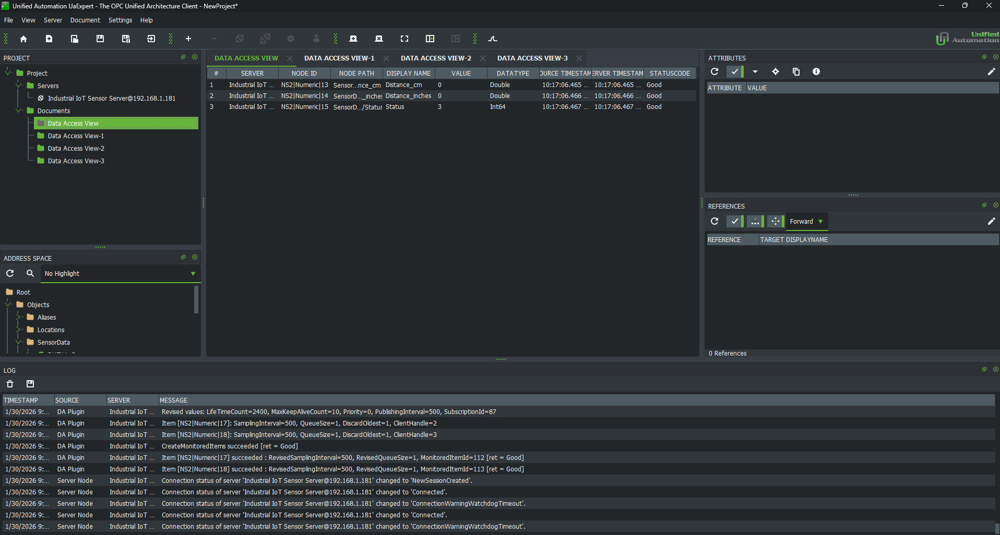 Unified Automation UaExpert - The OPC Unified Architecture Client - NewProject*
File View Server Document Settings Help
Unified Automation
PROJECT
Project
Servers
Industrial IoT Sensor Server@192.168.1.181
Documents
Data Access View
Data Access View-1
Data Access View-2
Data Access View-3
ADDRESS SPACE
No Highlight
Root
Objects
Aliases
Locations
SensorData
DATA ACCESS VIEW DATA ACCESS VIEW-1 DATA ACCESS VIEW-2 DATA ACCESS VIEW-3
# SERVER NODE ID NODE PATH DISPLAY NAME VALUE DATATYPE OURCE TIMESTAM ERVER TIMESTAM STATUSCODE
1 Industrial IoT ... NS2|Numeric|13 Sensor...nce_cm Distance_cm 0 Double 10:17:06.465 ... 10:17:06.465 ... Good
2 Industrial IoT ... NS2|Numeric|14 SensorD..._inches Distance_inches 0 Double 10:17:06.466 ... 10:17:06.466 ... Good
3 Industrial IoT ... NS2|Numeric|15 SensorD.../Status Status 3 Int64 10:17:06.467 ... 10:17:06.467 ... Good
ATTRIBUTES
ATTRIBUTE VALUE
REFERENCES
Forward
REFERENCE TARGET DISPLAYNAME
0 References
LOG
TIMESTAMP SOURCE SERVER MESSAGE
1/30/2026 9:... DA Plugin Industrial IoT ... Revised values: LifeTimeCount=2400, MaxKeepAliveCount=10, Priority=0, PublishingInterval=500, SubscriptionId=87
1/30/2026 9:... DA Plugin Industrial IoT ... Item [NS2|Numeric|17]: SamplingInterval=500, QueueSize=1, DiscardOldest=1, ClientHandle=2
1/30/2026 9:... DA Plugin Industrial IoT ... Item [NS2|Numeric|18]: SamplingInterval=500, QueueSize=1, DiscardOldest=1, ClientHandle=3
1/30/2026 9:... DA Plugin Industrial IoT ... CreateMonitoredItems succeeded [ret = Good]
1/30/2026 9:... DA Plugin Industrial IoT ... Item [NS2|Numeric|17] succeeded : RevisedSamplingInterval=500, RevisedQueueSize=1, MonitoredItemId=112 [ret = Good]
1/30/2026 9:... DA Plugin Industrial IoT ... Item [NS2|Numeric|18] succeeded : RevisedSamplingInterval=500, RevisedQueueSize=1, MonitoredItemId=113 [ret = Good]
1/30/2026 9:... Server Node Industrial IoT ... Connection status of server 'Industrial IoT Sensor Server@192.168.1.181' changed to 'NewSessionCreated'.
1/30/2026 9:... Server Node Industrial IoT ... Connection status of server 'Industrial IoT Sensor Server@192.168.1.181' changed to 'Connected'.
1/30/2026 9:... Server Node Industrial IoT ... Connection status of server 'Industrial IoT Sensor Server@192.168.1.181' changed to 'ConnectionWarningWatchdogTimeout'.
1/30/2026 9:... Server Node Industrial IoT ... Connection status of server 'Industrial IoT Sensor Server@192.168.1.181' changed to 'Connected'.
1/30/2026 9:... Server Node Industrial IoT ... Connection status of server 'Industrial IoT Sensor Server@192.168.1.181' changed to 'ConnectionWarningWatchdogTimeout'.